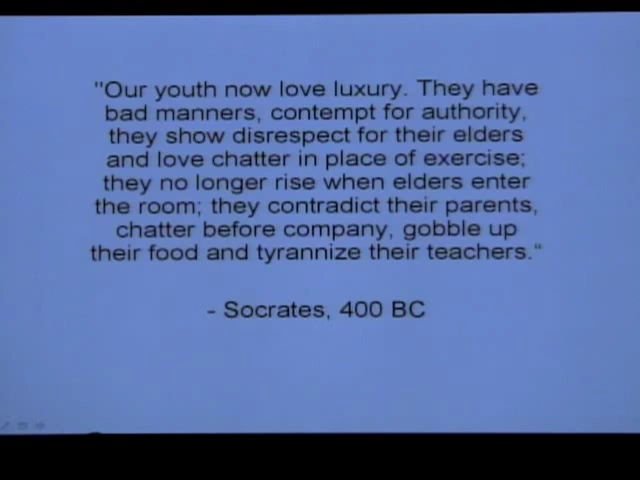 "Our youth now love luxury. They have
bad manners, contempt for authority,
they show disrespect for their elders
and love chatter in place of exercise;
they no longer rise when elders enter
the room; they contradict their parents,
chatter before company, gobble up
their food and tyrannize their teachers."
- Socrates, 400 BC